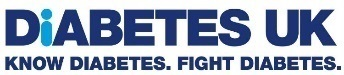 DiABETES UK
KNOW DIABETES. FIGHT DIABETES.